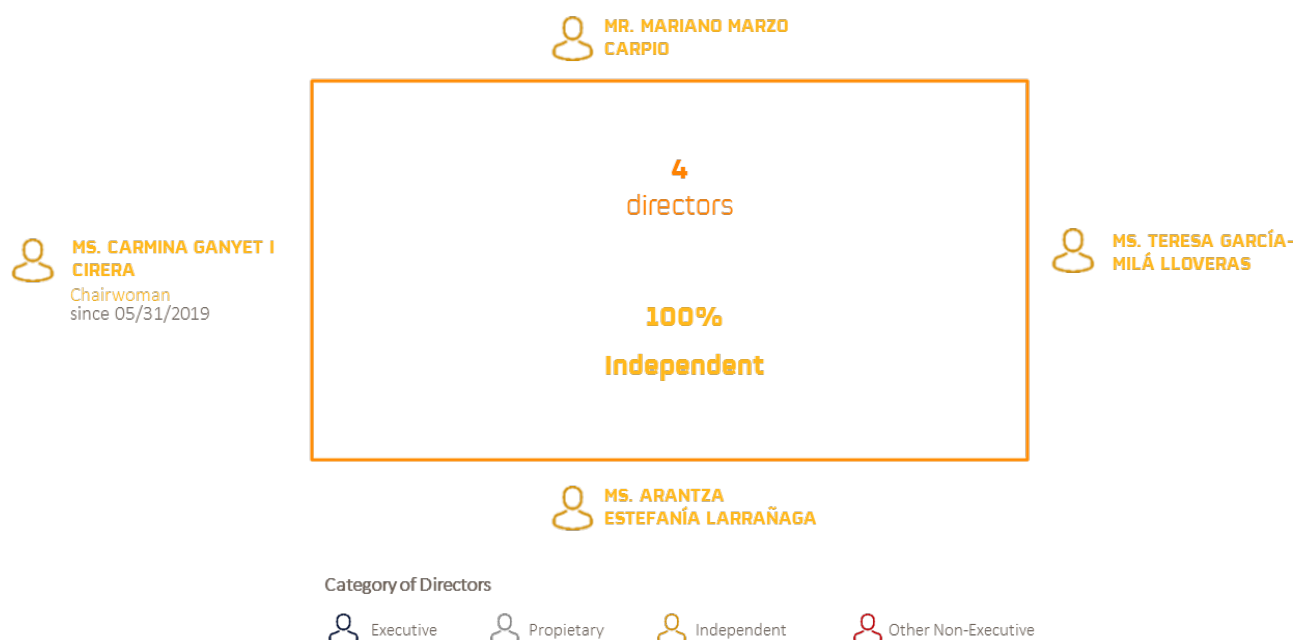 MR. MARIANO MARZO
CARPIO
4
directors
MS. CARMINA GANYET I
CIRERA
Chairwoman
since 05/31/2019
MS. TERESA GARCÍA-
MILÁ LLOVERAS
100%
Independent
MS. ARANTZA
ESTEFANÍA LARRAÑAGA
Category of Directors
Executive
Propietary
Independent
Other Non-Executive